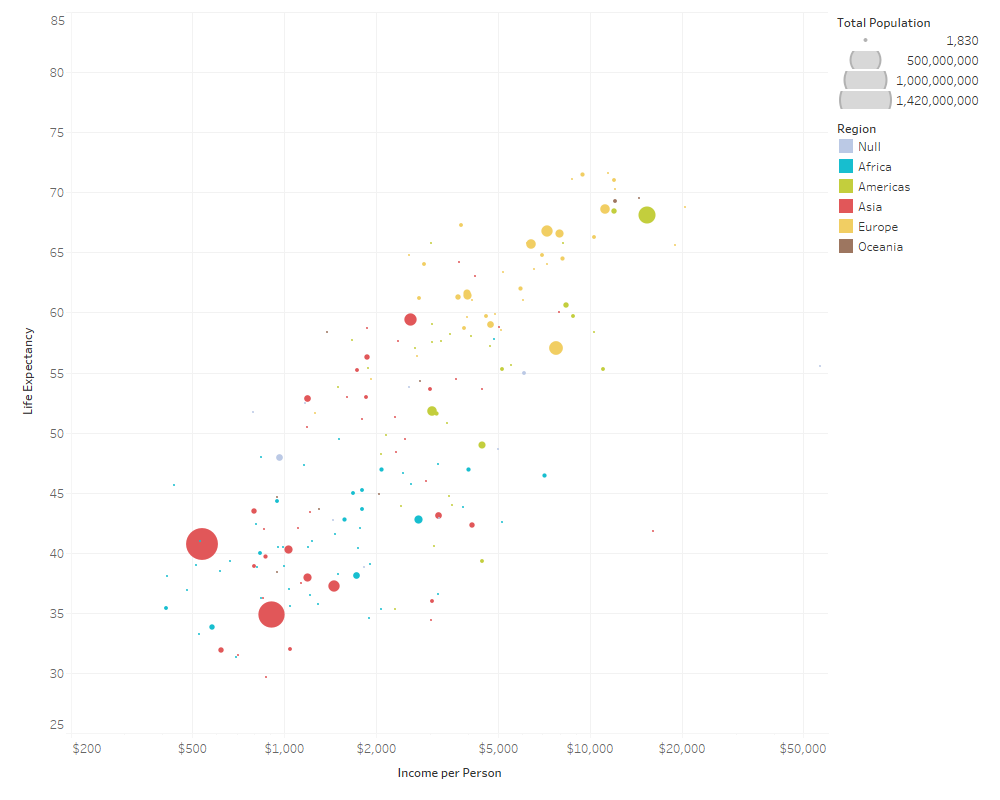 85
80
75
70
65
60
55
50
45
40
35
30
25
Life Expectancy
$200
$500
$1,000
$2,000
$5,000
$10,000
$20,000
$50,000
Income per Person
Total Population
1,830
500,000,000
1,000,000,000
1,420,000,000
Region
Null
Africa
Americas
Asia
Europe
Oceania